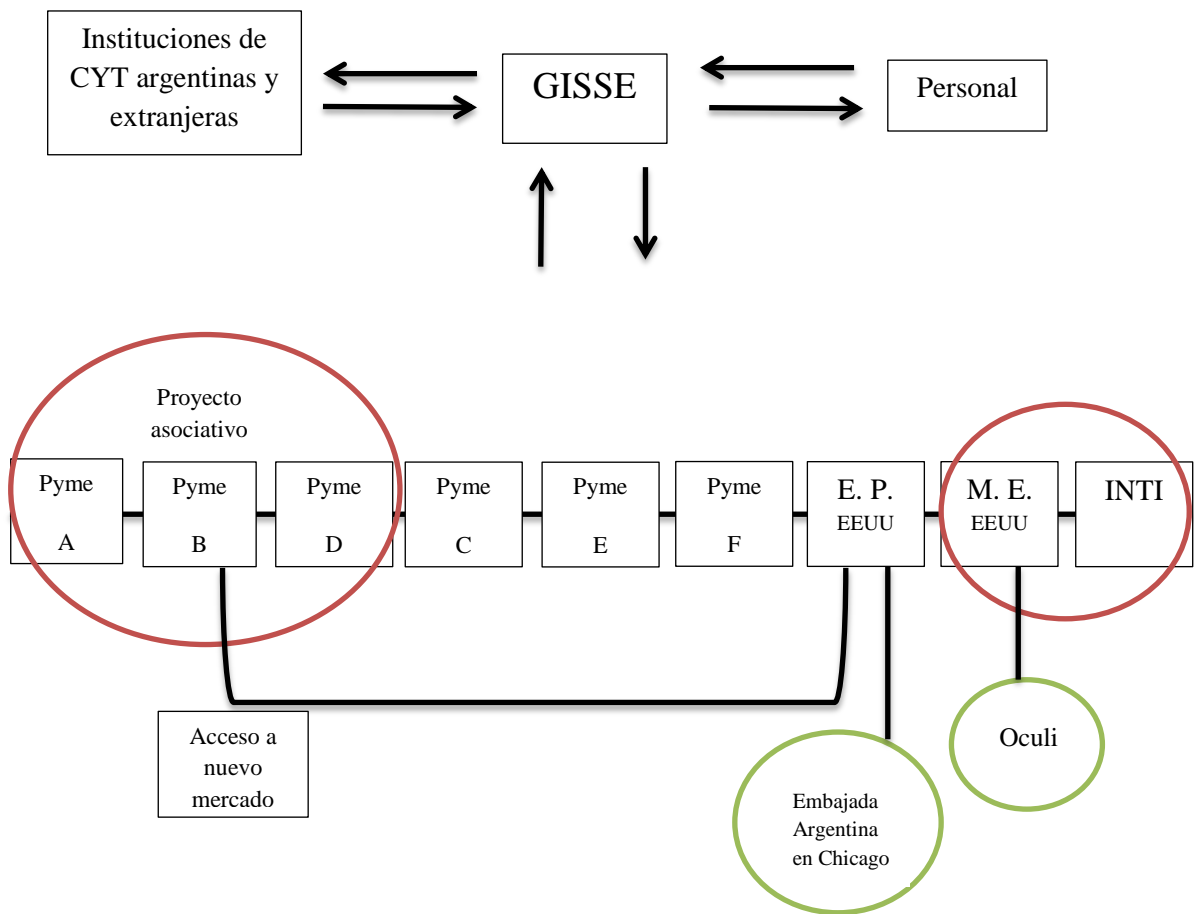 Instituciones de
CYT argentinas y
extranjeras
GISSE
Personal
Proyecto
asociativo
Pyme
A
Pyme
B
Pyme
D
Pyme
C
Pyme
E
Pyme
F
E. P.
EEUU
M. E.
EEUU
INTI
Acceso a
nuevo
mercado
Embajada
Argentina
en Chicago
Oculi